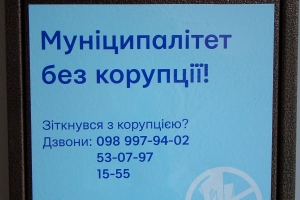 Муніципалітет
без корупції!
Зіткнувся з корупцією?
Дзвони: 098 997-94-02
53-07-97
15-55